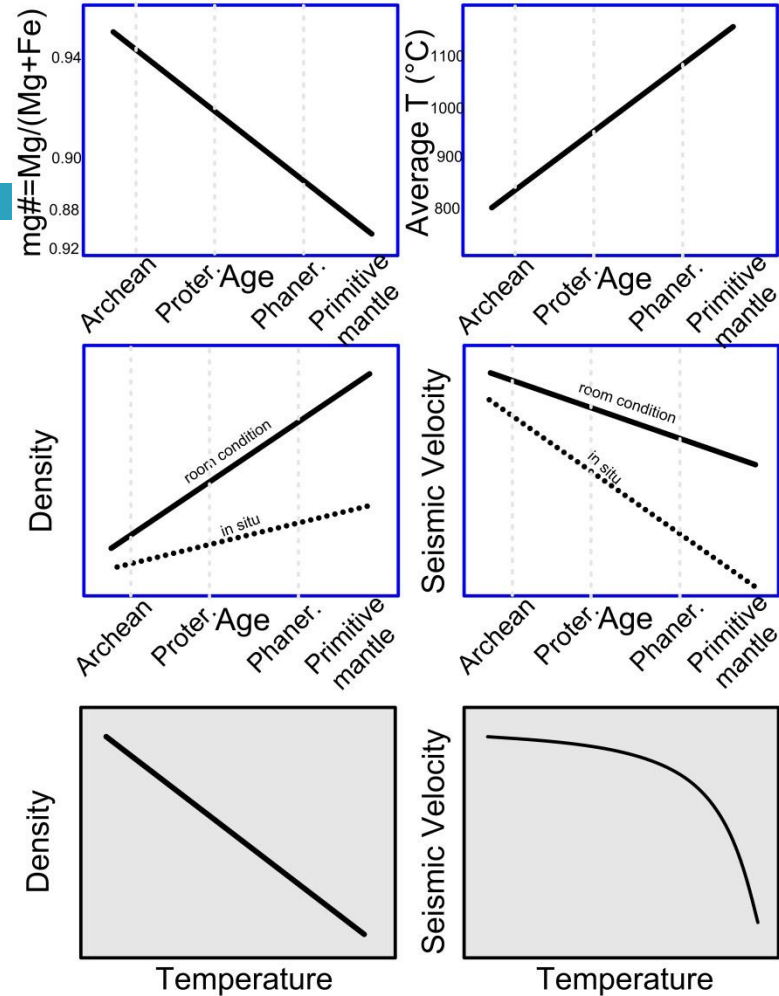 mg#=Mg/(Mg+Fe)
0.94
0.90
0.88
0.92
Age
Archean
Proter.
Phaner.
Primitive
mantle
Average T (°C)
1100
1000
900
800
Age
Archean
Proter.
Phaner.
Primitive
mantle
Density
room condition
in situ
Age
Archean
Proter.
Phaner.
Primitive
mantle
Seismic Velocity
room condition
in situ
Age
Archean
Proter.
Phaner.
Primitive
mantle
Density
Temperature
Seismic Velocity
Temperature